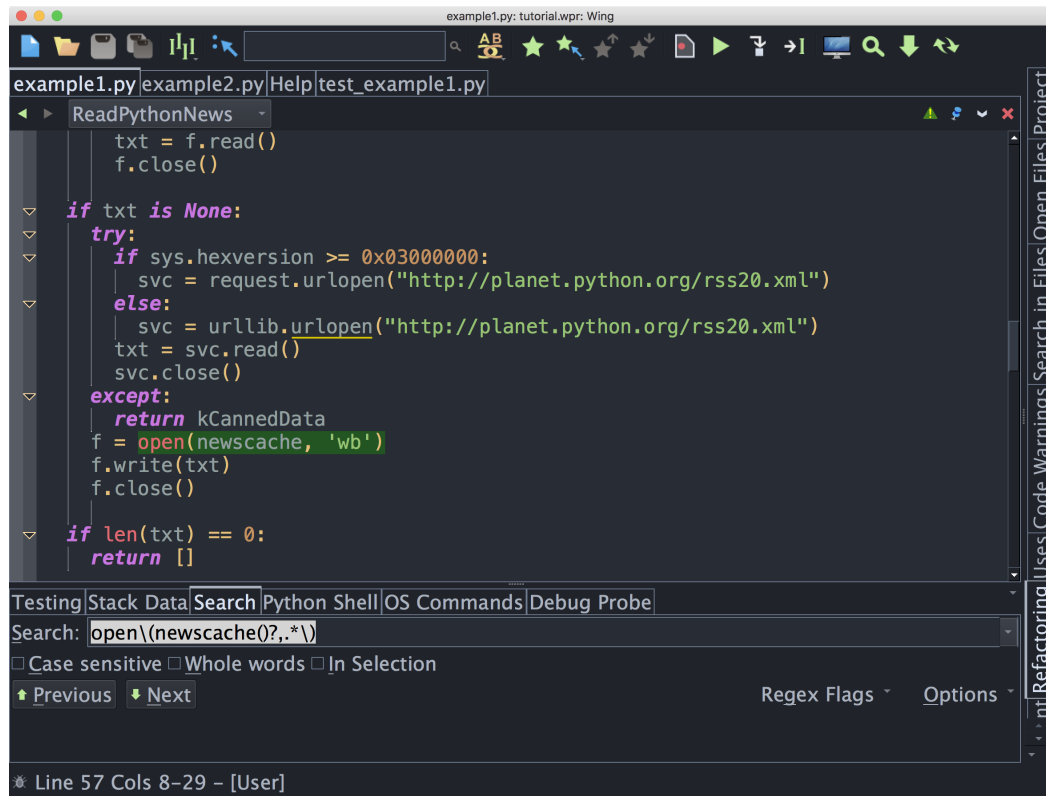 example1.py: tutorial.wpr: Wing
AB
example1.py example2.py Help test_example1.py
ReadPythonNews
txt = f.read()
f.close()
if txt is None:
try:
if sys.hexversion >= 0x03000000:
svc = request.urlopen("http://planet.python.org/rss20.xml")
else:
svc = urllib.urlopen("http://planet.python.org/rss20.xml")
txt = svc.read()
svc.close()
except:
return kCannedData
f = open(newscache, 'wb')
f.write(txt)
f.close()
if len(txt) == 0:
return []
Testing Stack Data Search Python Shell OS Commands Debug Probe
Search: open\(newscache()?,.*\)
Case sensitive Whole words In Selection
Previous Next Regex Flags Options
Line 57 Cols 8–29 – [User]
Project
Open Files
Search in Files
Code Warnings
Uses
Refactoring
nt